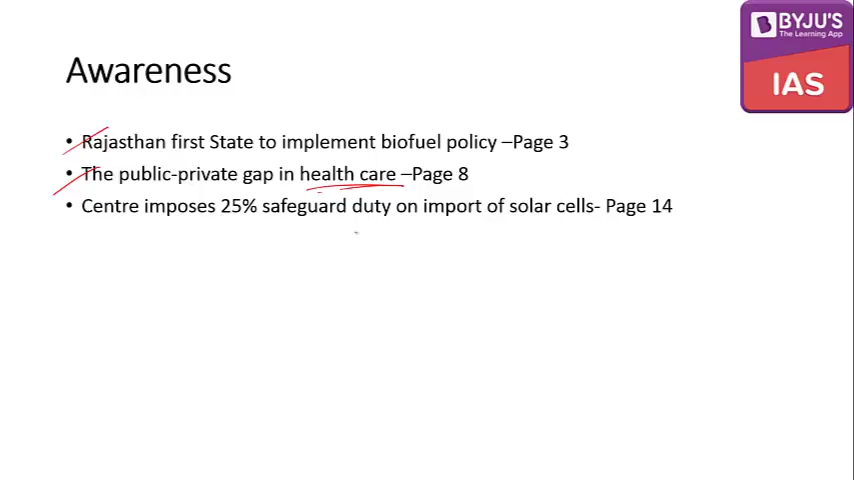 BYJU'S
The Learning App
IAS
Awareness
• Rajasthan first State to implement biofuel policy –Page 3
• The public-private gap in health care –Page 8
• Centre imposes 25% safeguard duty on import of solar cells- Page 14